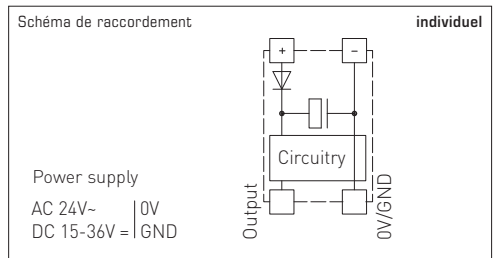 Schéma de raccordement
individuel
+ −
Circuitry
Power supply
AC 24V~ | 0V
DC 15-36V = | GND
Output
0V/GND